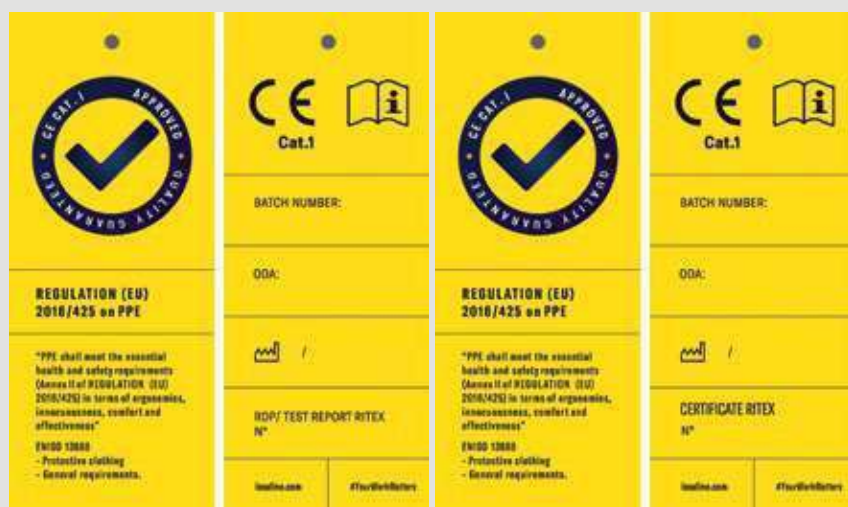 CE CAT. I APPROVED
QUALITY GUARANTEED
REGULATION (EU)
2016/425 on PPE
"PPE shall meet the essential
health and safety requirements
(Annex II of REGULATION (EU)
2016/425) in terms of ergonomics,
innocuousness, comfort and
effectiveness"
EN ISO 13688
- Protective clothing
- General requirements.
CE
Cat.1
BATCH NUMBER:
ODA:
/
RDP/ TEST REPORT RITEX
N°
#YourWorkMatters
CE CAT. I APPROVED
QUALITY GUARANTEED
REGULATION (EU)
2016/425 on PPE
"PPE shall meet the essential
health and safety requirements
(Annex II of REGULATION (EU)
2016/425) in terms of ergonomics,
innocuousness, comfort and
effectiveness"
EN ISO 13688
- Protective clothing
- General requirements.
CE
Cat.1
BATCH NUMBER:
ODA:
/
CERTIFICATE RITEX
N°
#YourWorkMatters